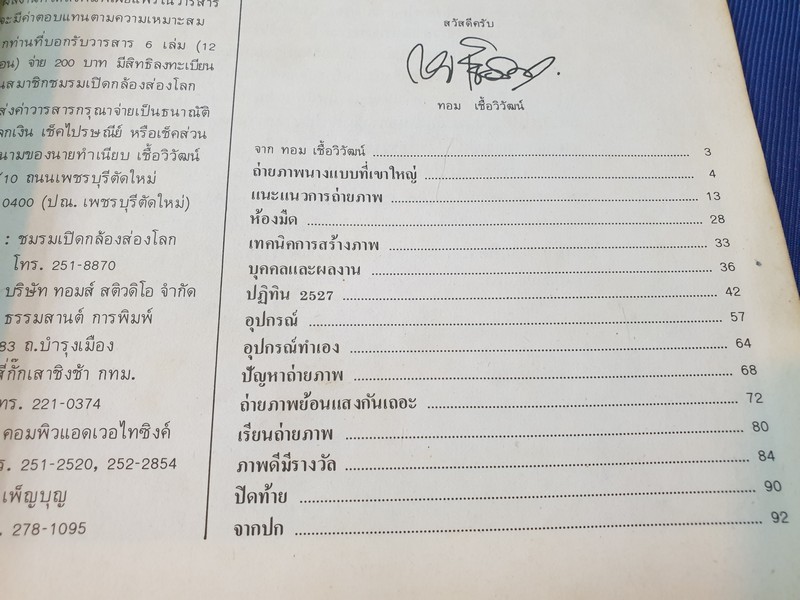 จะมีค่าตอบแทนตามความเหมาะสม
กท่านที่บอกรับวารสาร 6 เล่ม (12
อน) จ่าย 200 บาท มีสิทธิลงทะเบียน
นสมาชิกชมรมเปิดกล้องส่องโลก
ส่งค่าวารสารกรุณาจ่ายเป็นธนาณัติ
ลกเงิน เช็คไปรษณีย์ หรือเช็คส่วน
นามของนายทำเนียบ เชื้อวิวัฒน์
/10 ถนนเพชรบุรีตัดใหม่
0400 (ปณ. เพชรบุรีตัดใหม่)
: ชมรมเปิดกล้องส่องโลก
โทร. 251-8870
บริษัท ทอมส์ สติวดิโอ จำกัด
ธรรมสานต์ การพิมพ์
83 ถ.บำรุงเมือง
สี่กั๊กเสาชิงช้า กทม.
ทร. 221-0374
คอมพิวแอดเวอไทซิงค์
ร. 251-2520, 252-2854
เพ็ญบุญ
. 278-1095
สวัสดีครับ
ทอม เชื้อวิวัฒน์
จาก ทอม เชื้อวิวัฒน์ 3
ถ่ายภาพนางแบบที่เขาใหญ่ 4
แนะแนวการถ่ายภาพ 13
ห้องมืด 28
เทคนิคการสร้างภาพ 33
บุคคลและผลงาน 36
ปฏิทิน 2527 42
อุปกรณ์ 57
อุปกรณ์ทำเอง 64
ปัญหาถ่ายภาพ 68
ถ่ายภาพย้อนแสงกันเถอะ 72
เรียนถ่ายภาพ 80
ภาพดีมีรางวัล 84
ปิดท้าย 90
จากปก 92